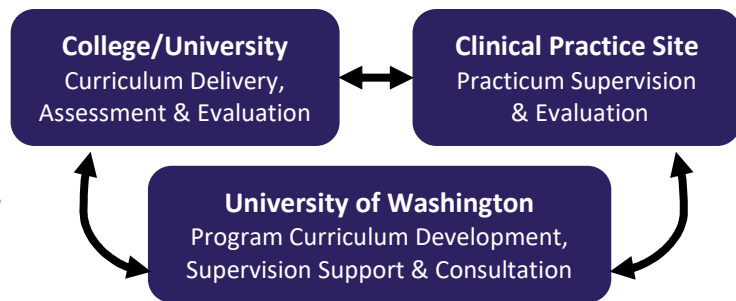 College/University
Curriculum Delivery,
Assessment & Evaluation
Clinical Practice Site
Practicum Supervision
& Evaluation
University of Washington
Program Curriculum Development,
Supervision Support & Consultation